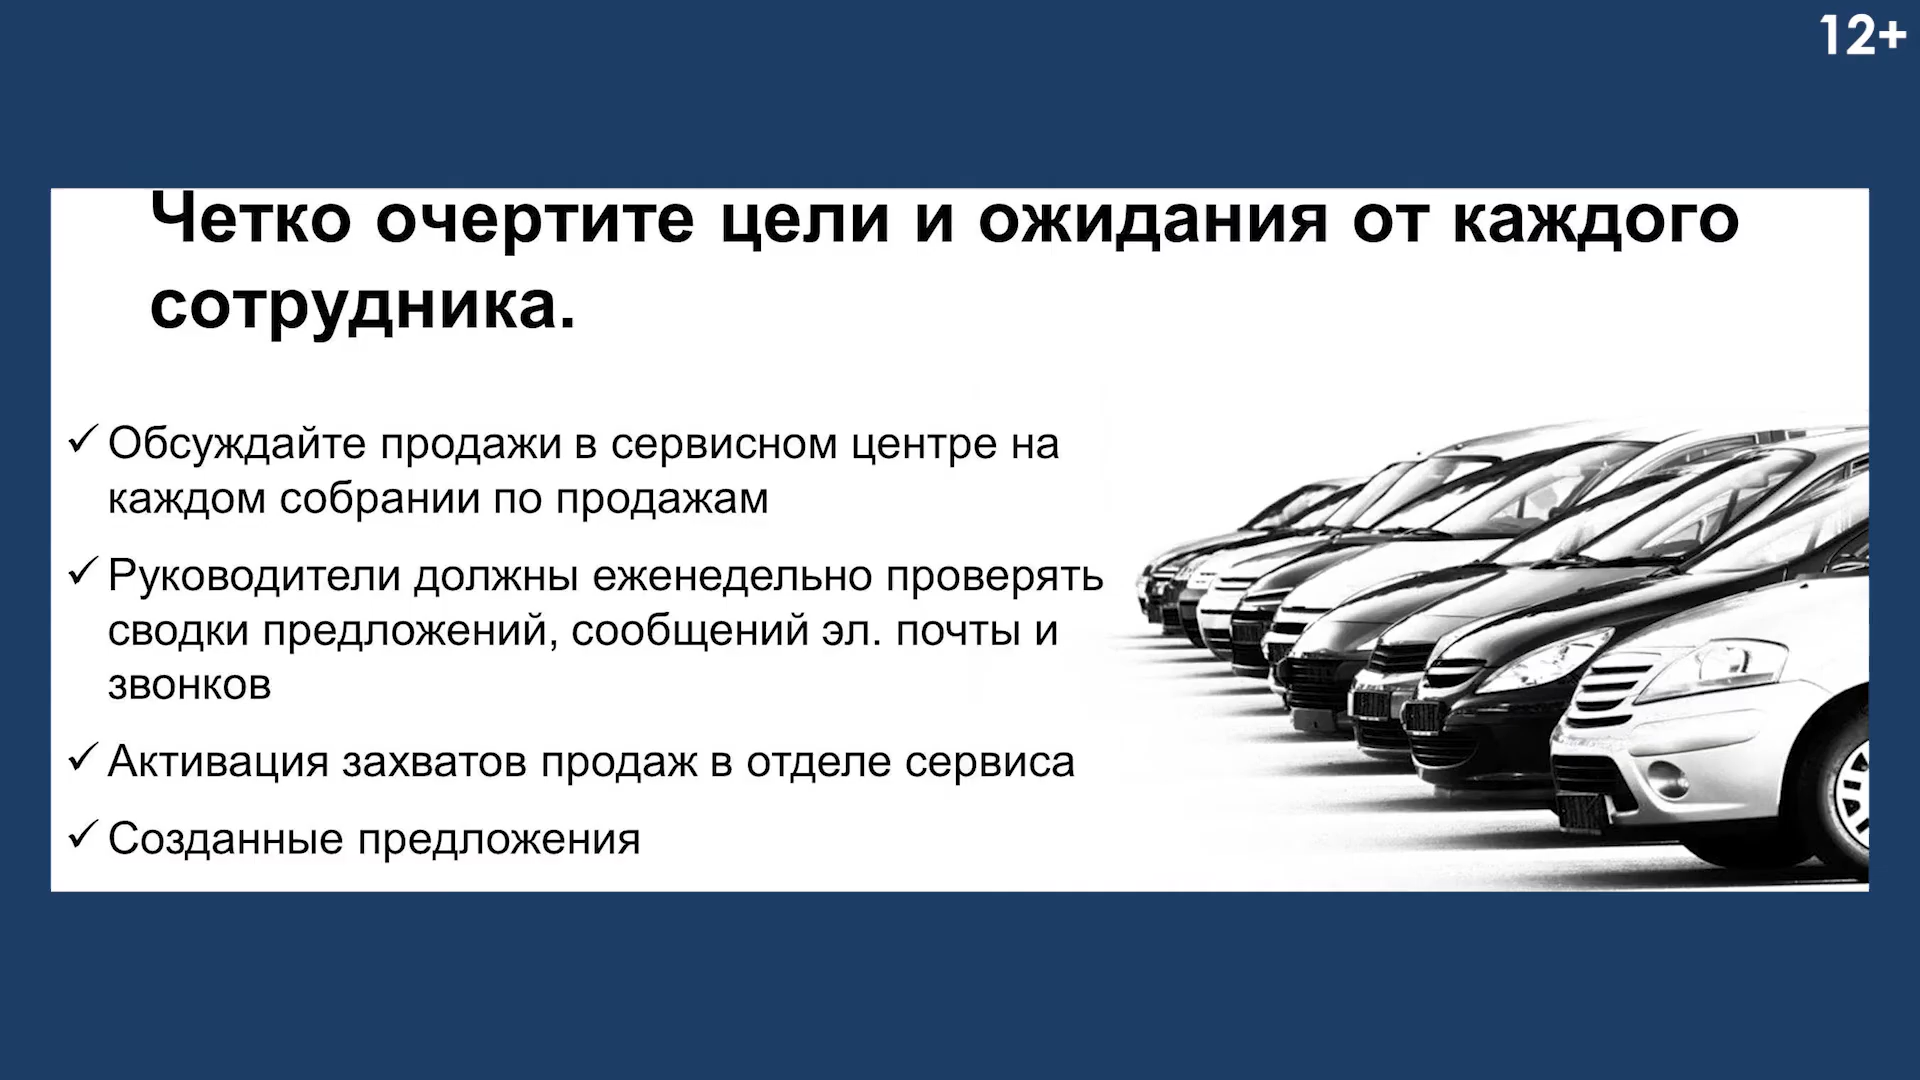 12+
Четко очертите цели и ожидания от каждого
сотрудника.
✓ Обсуждайте продажи в сервисном центре на
каждом собрании по продажам
✓ Руководители должны еженедельно проверять
сводки предложений, сообщений эл. почты и
звонков
✓ Активация захватов продаж в отделе сервиса
✓ Созданные предложения